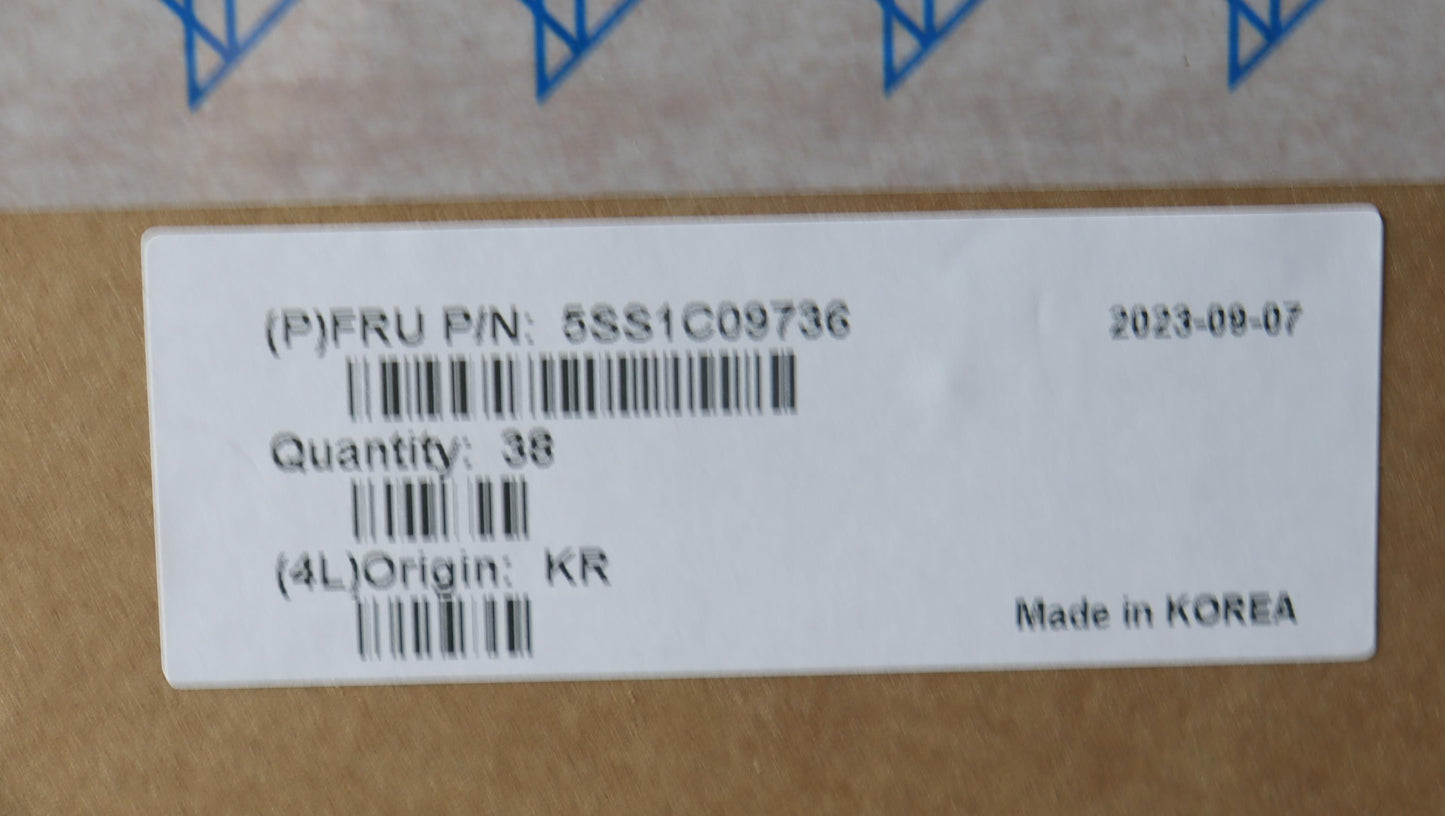 (P)FRU P/N: 5SS1C09736 2023-09-07
Quantity: 38
(4L)Origin: KR
Made in KOREA